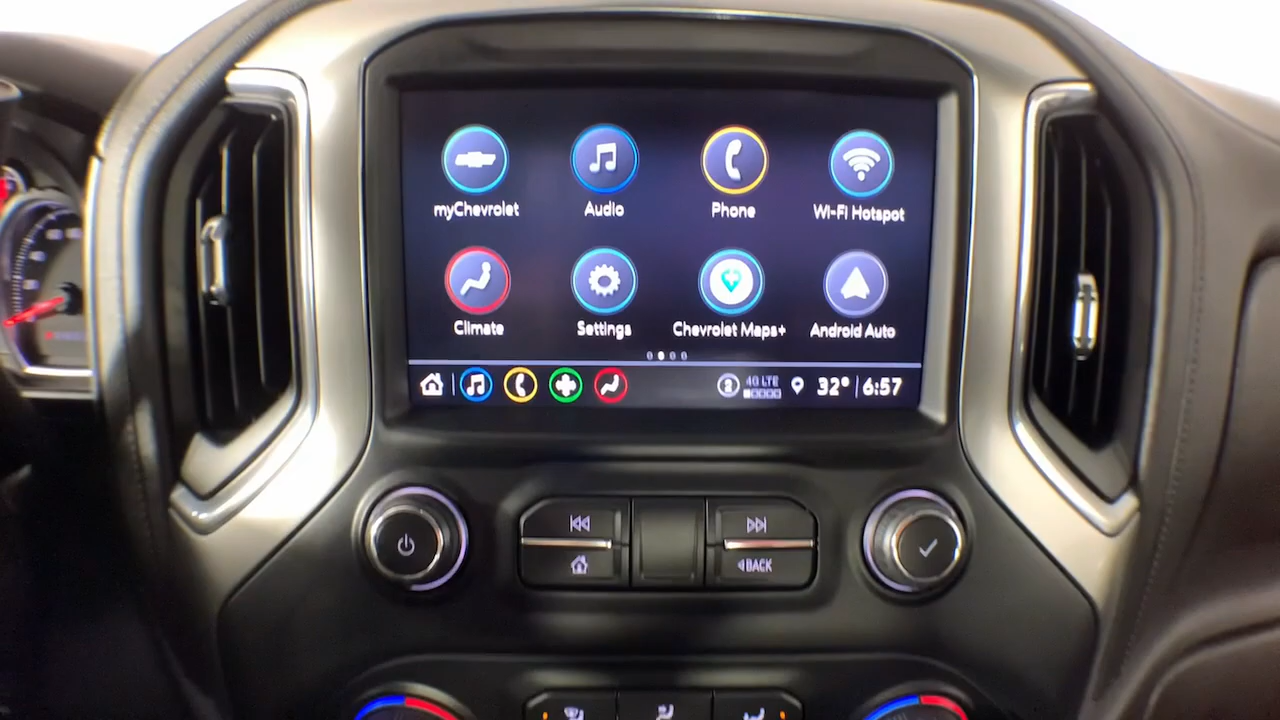 myChevrolet Audio Phone Wi-Fi Hotspot
Climate Settings Chevrolet Maps+ Android Auto
4G LTE
32° 6:57
BACK